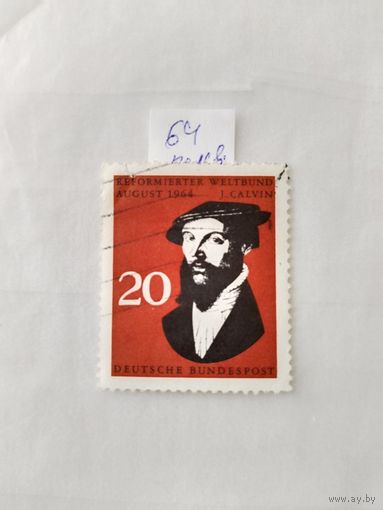 64
REFORMIERTER WELTBUND
AUGUST 1964 J. CALVIN
20
DEUTSCHE BUNDESPOST
www.ay.by